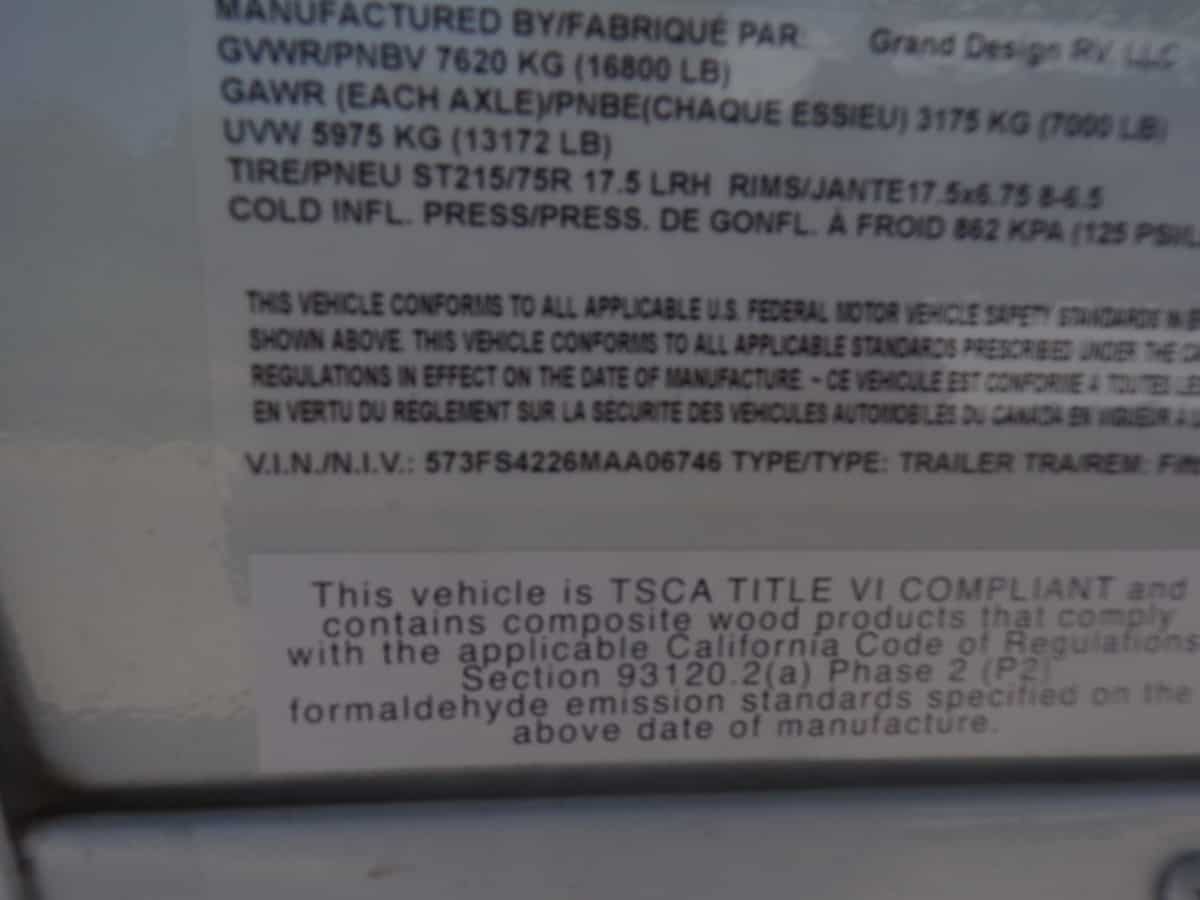 MANUFACTURED BY/FABRIQUÉ PAR: Grand Design RV, LLC
GVWR/PNBV 7620 KG (16800 LB)
GAWR (EACH AXLE)/PNBE(CHAQUE ESSIEU) 3175 KG (7000 LB)
UVW 5975 KG (13172 LB)
TIRE/PNEU ST215/75R 17.5 LRH RIMS/JANTE17.5x6.75 8-6.5
COLD INFL. PRESS/PRESS. DE GONFL. À FROID 862 KPA (125 PSI/L
THIS VEHICLE CONFORMS TO ALL APPLICABLE U.S. FEDERAL MOTOR VEHICLE SAFETY STANDARDS IN
SHOWN ABOVE. THIS VEHICLE CONFORMS TO ALL APPLICABLE STANDARDS PRESCRIBED UNDER THE
REGULATIONS IN EFFECT ON THE DATE OF MANUFACTURE. ~ CE VEHICULE EST CONFORME A TOUTES
EN VERTU DU REGLEMENT SUR LA SECURITE DES VEHICULES AUTOMOBILES DU CANADA EN VIGUEUR A
V.I.N./N.I.V.: 573FS4226MAA06746 TYPE/TYPE: TRAILER TRA/REM:
This vehicle is TSCA TITLE VI COMPLIANT and
contains composite wood products that comply
with the applicable California Code of Regulations
Section 93120.2(a) Phase 2 (P2)
formaldehyde emission standards specified on the
above date of manufacture.